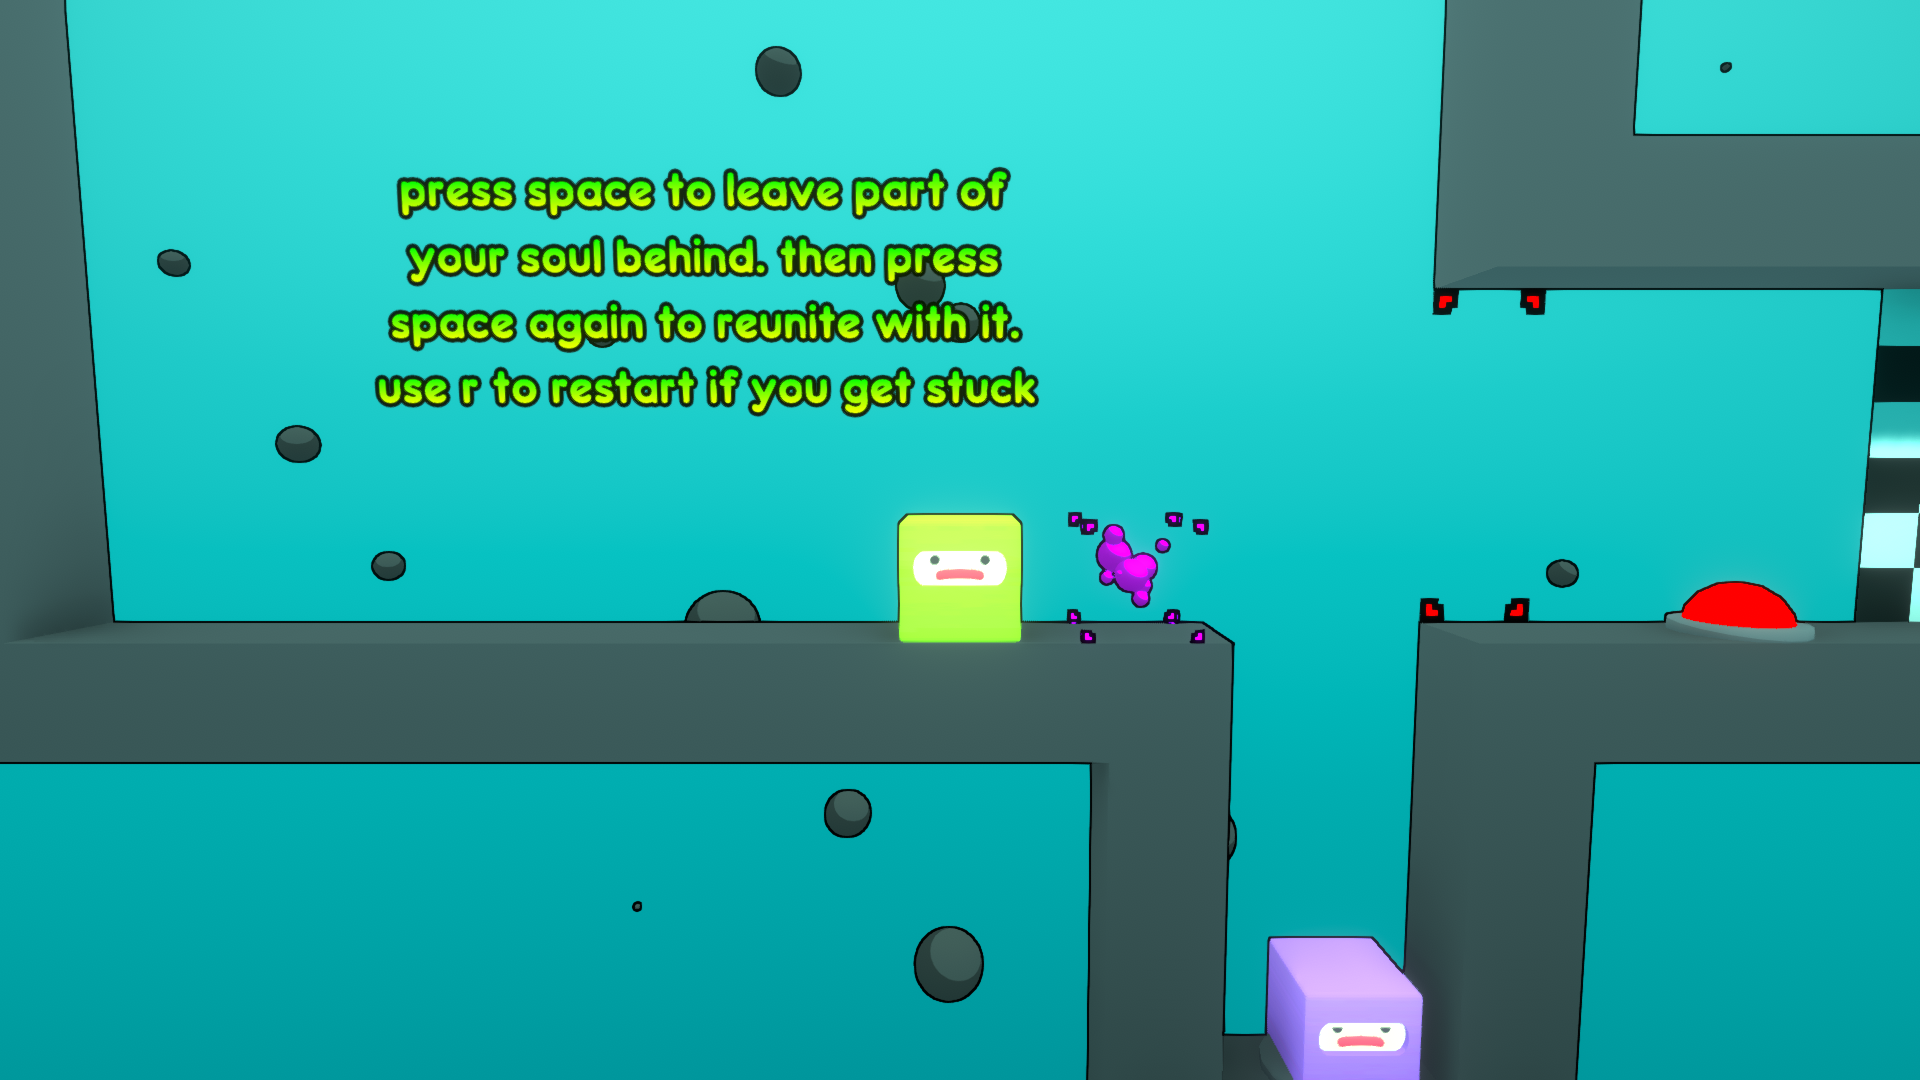 press space to leave part of
your soul behind. then press
space again to reunite with it.
use r to restart if you get stuck